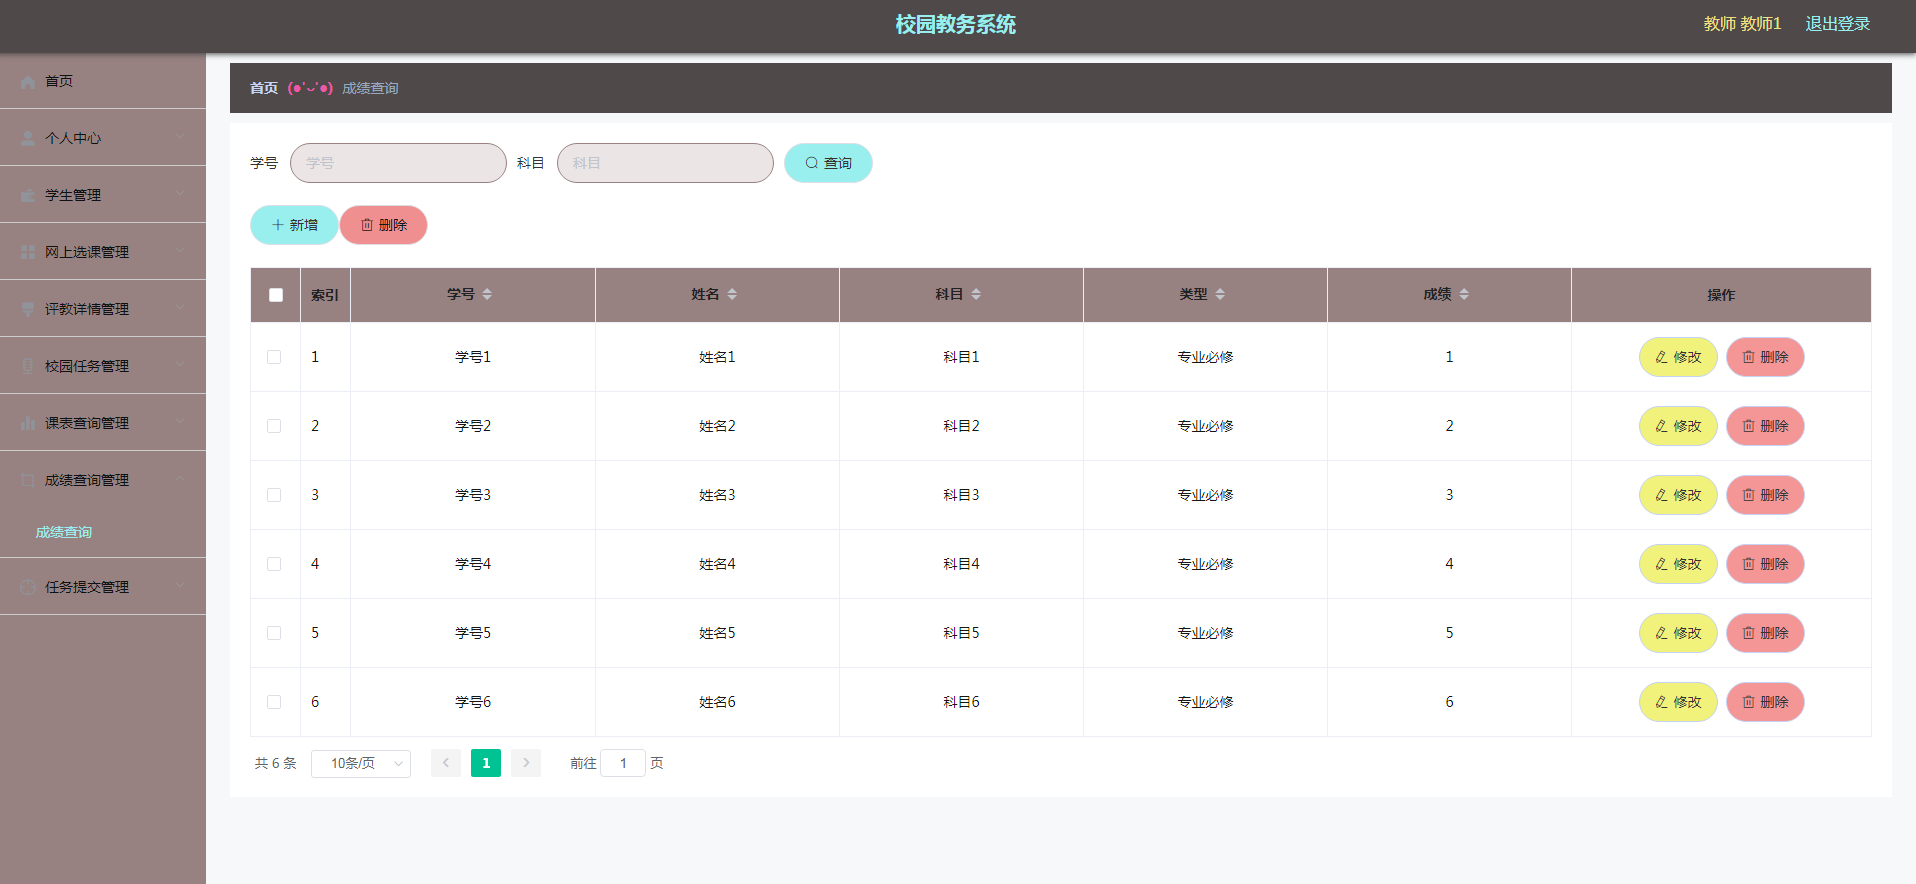 校园教务系统
教师 教师1 退出登录
首页
个人中心
学生管理
网上选课管理
评教详情管理
校园任务管理
课表查询管理
成绩查询管理
成绩查询
任务提交管理
首页 (●'◡'●) 成绩查询
学号 学号 科目 科目 查询
新增 删除
索引 学号 姓名 科目 类型 成绩 操作
1 学号1 姓名1 科目1 专业必修 1 修改 删除
2 学号2 姓名2 科目2 专业必修 2 修改 删除
3 学号3 姓名3 科目3 专业必修 3 修改 删除
4 学号4 姓名4 科目4 专业必修 4 修改 删除
5 学号5 姓名5 科目5 专业必修 5 修改 删除
6 学号6 姓名6 科目6 专业必修 6 修改 删除
共 6 条 10条/页 1 前往 1 页